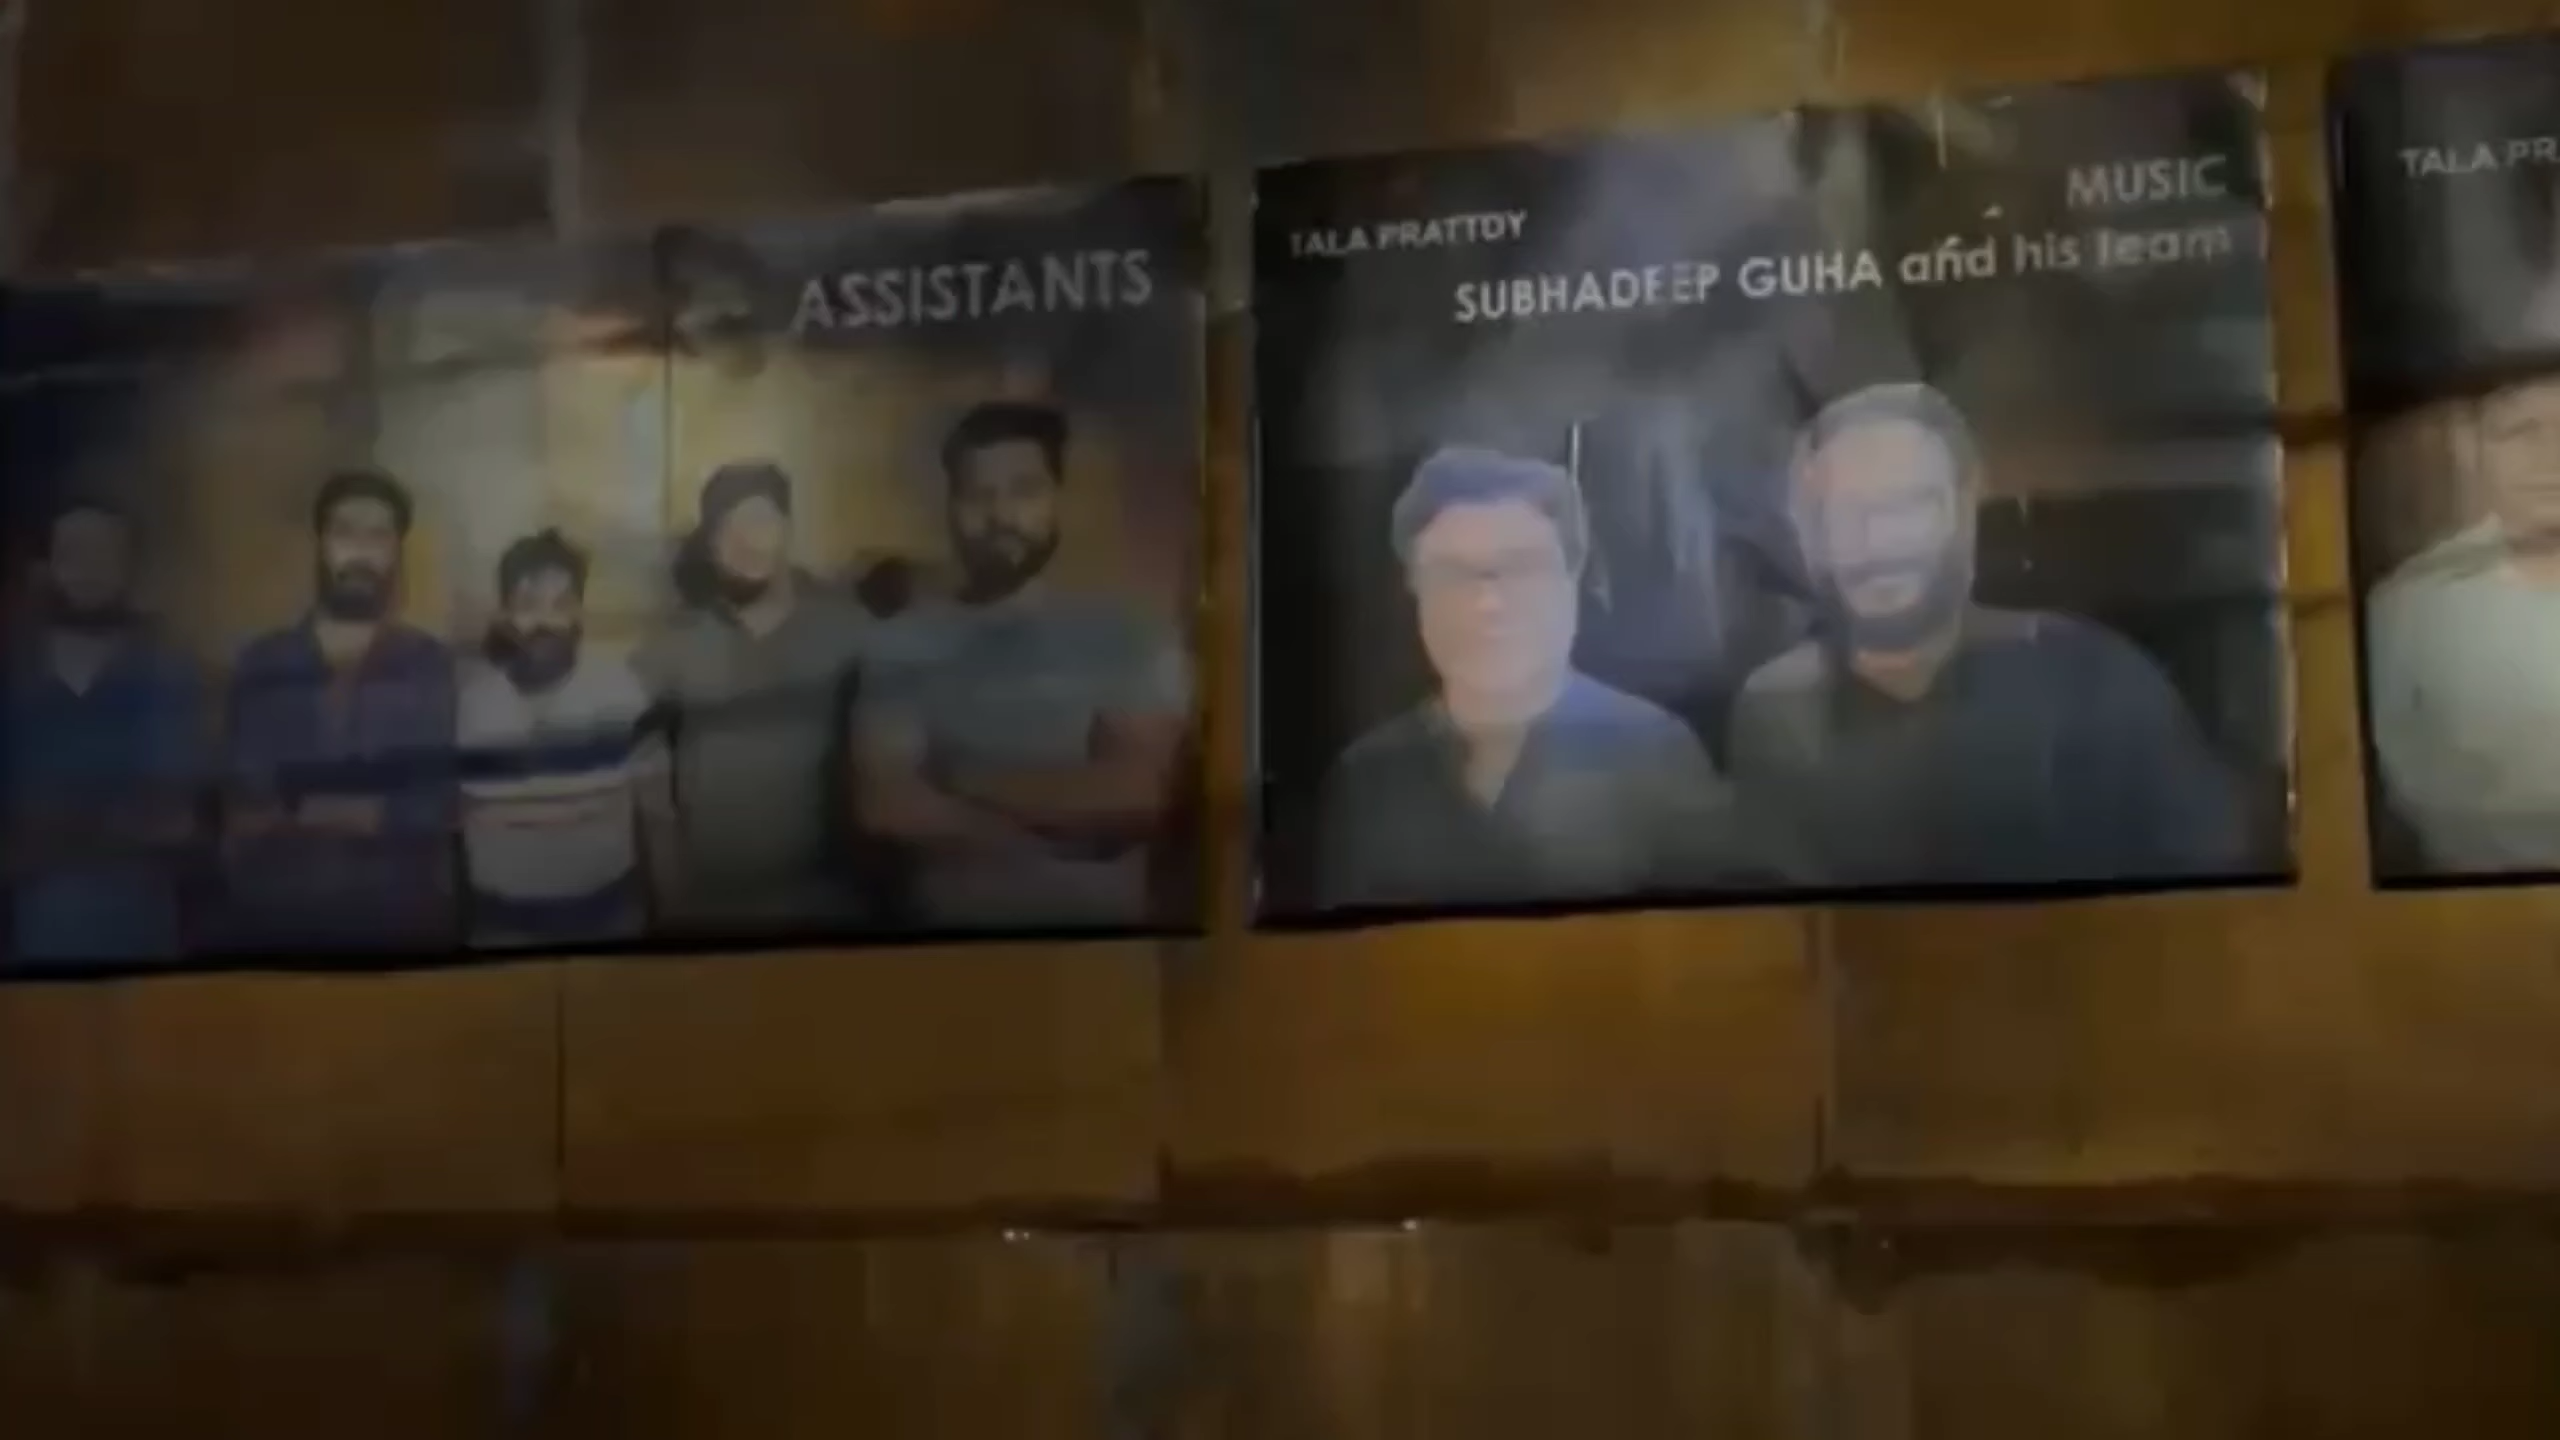 ASSISTANTS
TALA PRATTOY
MUSIC
SUBHADEEP GUHA and his team
TALA PR